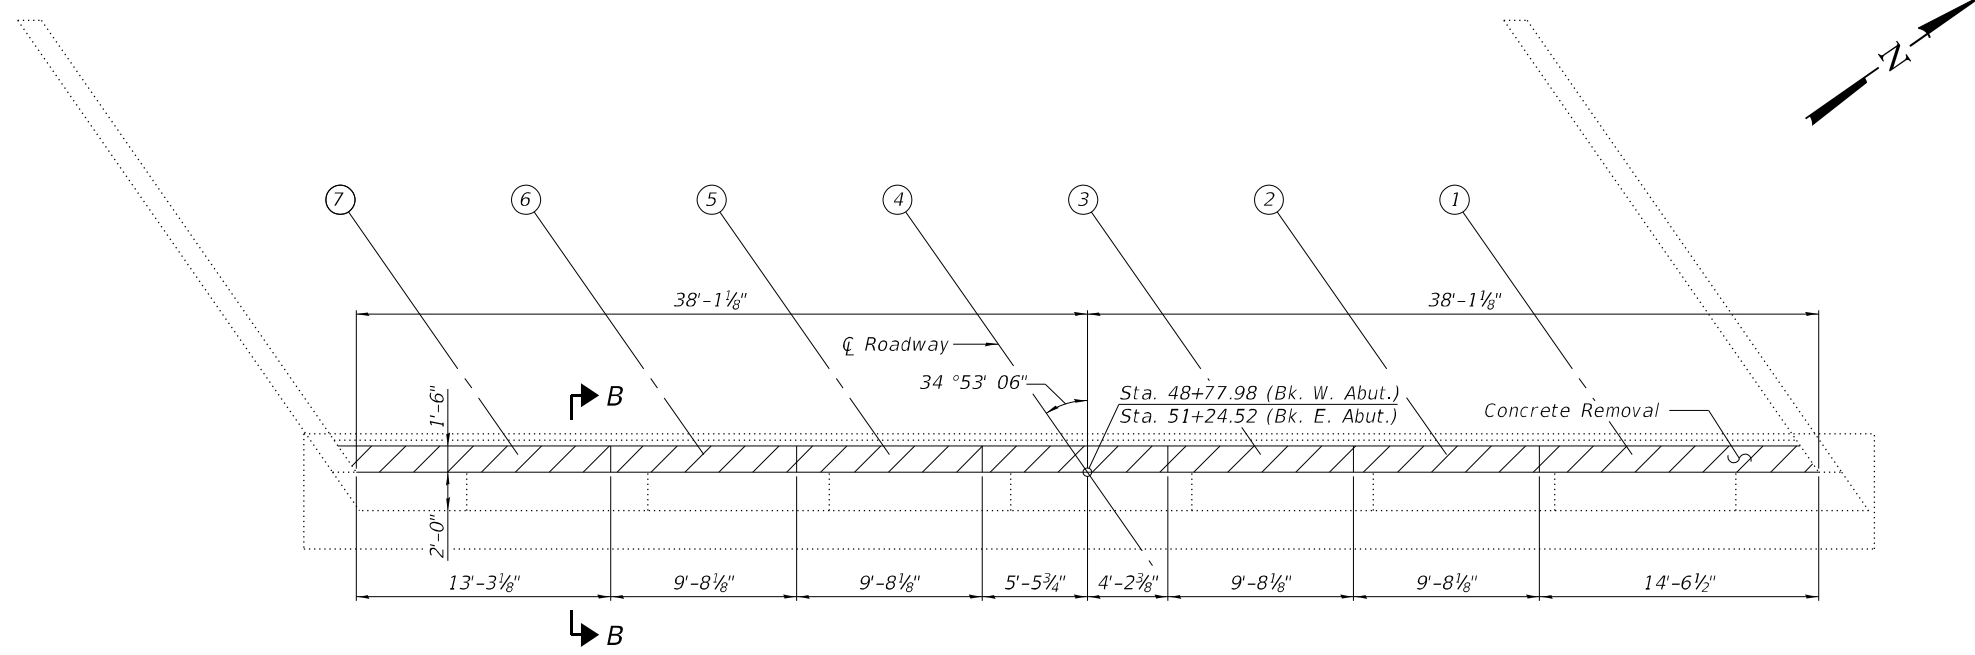 N
7 6 5 4 3 2 1
38'-1⅛" 38'-1⅛"
℄ Roadway
34°53' 06"
Sta. 48+77.98 (Bk. W. Abut.)
Sta. 51+24.52 (Bk. E. Abut.)
Concrete Removal
1'-6"
B
2'-0"
13'-3⅛" 9'-8⅛" 9'-8⅛" 5'-5¾" 4'-2⅜" 9'-8⅛" 9'-8⅛" 14'-6½"
B